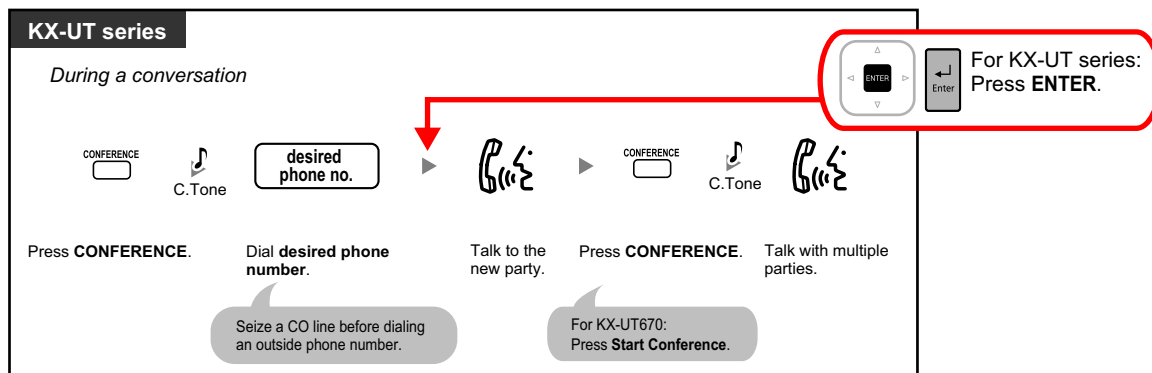 KX-UT series
During a conversation
ENTER
Enter
For KX-UT series:
Press ENTER.
CONFERENCE
C.Tone
desired
phone no.
CONFERENCE
C.Tone
Press CONFERENCE.
Dial desired phone
number.
Talk to the
new party.
Press CONFERENCE.
Talk with multiple
parties.
Seize a CO line before dialing
an outside phone number.
For KX-UT670:
Press Start Conference.